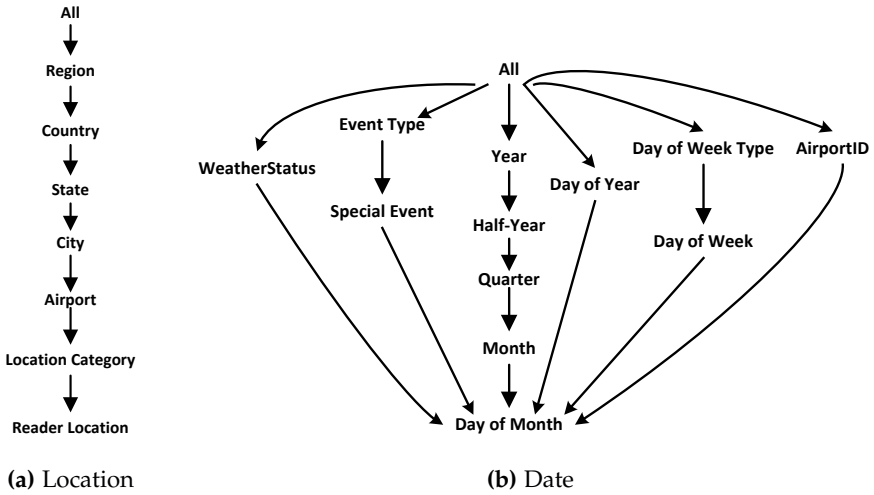 All
Region
Country
State
City
Airport
Location Category
Reader Location
(a) Location
All
Event Type
WeatherStatus
Special Event
Year
Half-Year
Quarter
Month
Day of Year
Day of Week Type
Day of Week
AirportID
Day of Month
(b) Date